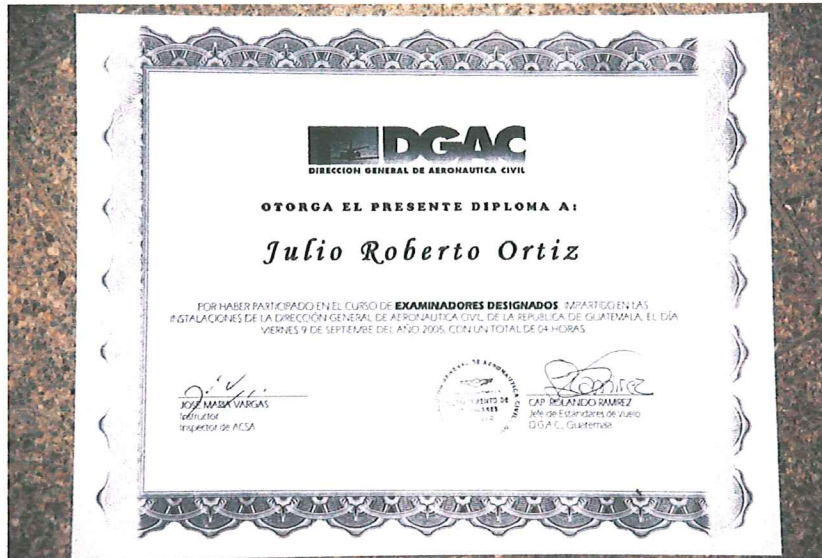 DGAC
DIRECCION GENERAL DE AERONAUTICA CIVIL
OTORGA EL PRESENTE DIPLOMA A:
Julio Roberto Ortiz
POR HABER PARTICIPADO EN EL CURSO DE EXAMINADORES DESIGNADOS IMPARTIDO EN LAS
INSTALACIONES DE LA DIRECCIÓN GENERAL DE AERONAUTICA CIVIL, DE LA REPUBLICA DE GUATEMALA, EL DÍA
VIERNES 9 DE SEPTIEMBRE DEL AÑO 2005, CON UN TOTAL DE 04 HORAS
JOSE MARIA VARGAS
Instructor
Inspector de ACSA
CAP. ROLANDO RAMIREZ
Jefe de Estándares de Vuelo
D.G.A.C., Guatemala